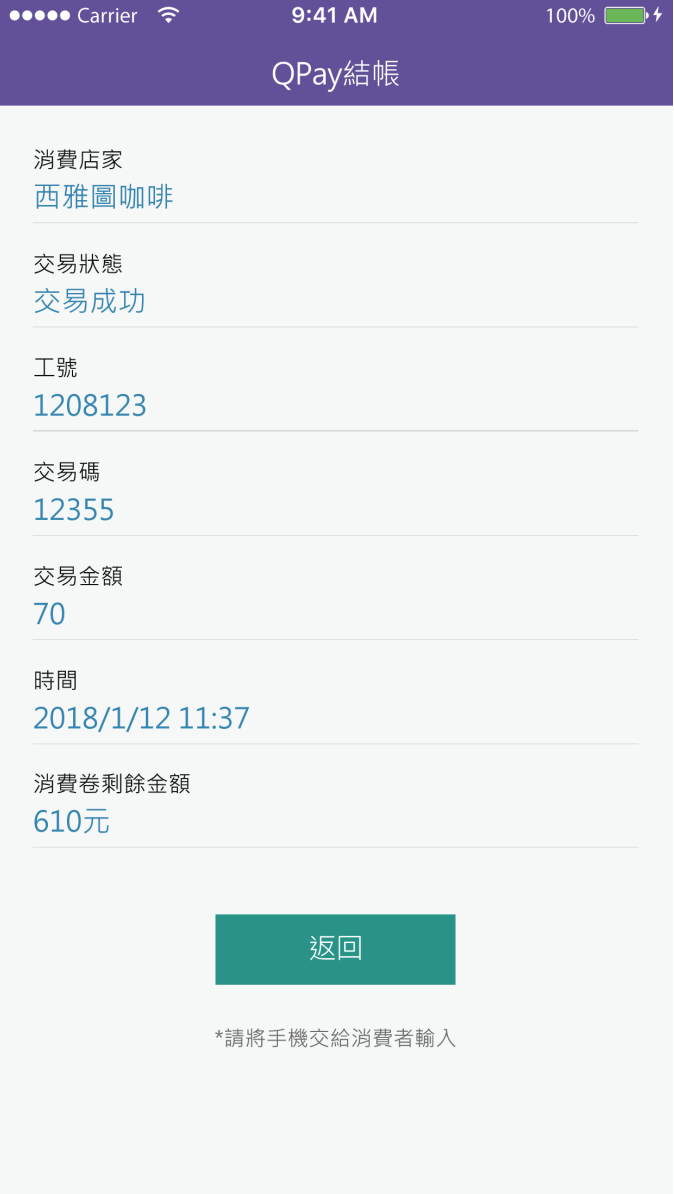 Carrier 9:41 AM 100%
QPay結帳
消費店家
西雅圖咖啡
交易狀態
交易成功
工號
1208123
交易碼
12355
交易金額
70
時間
2018/1/12 11:37
消費卷剩餘金額
610元
返回
*請將手機交給消費者輸入